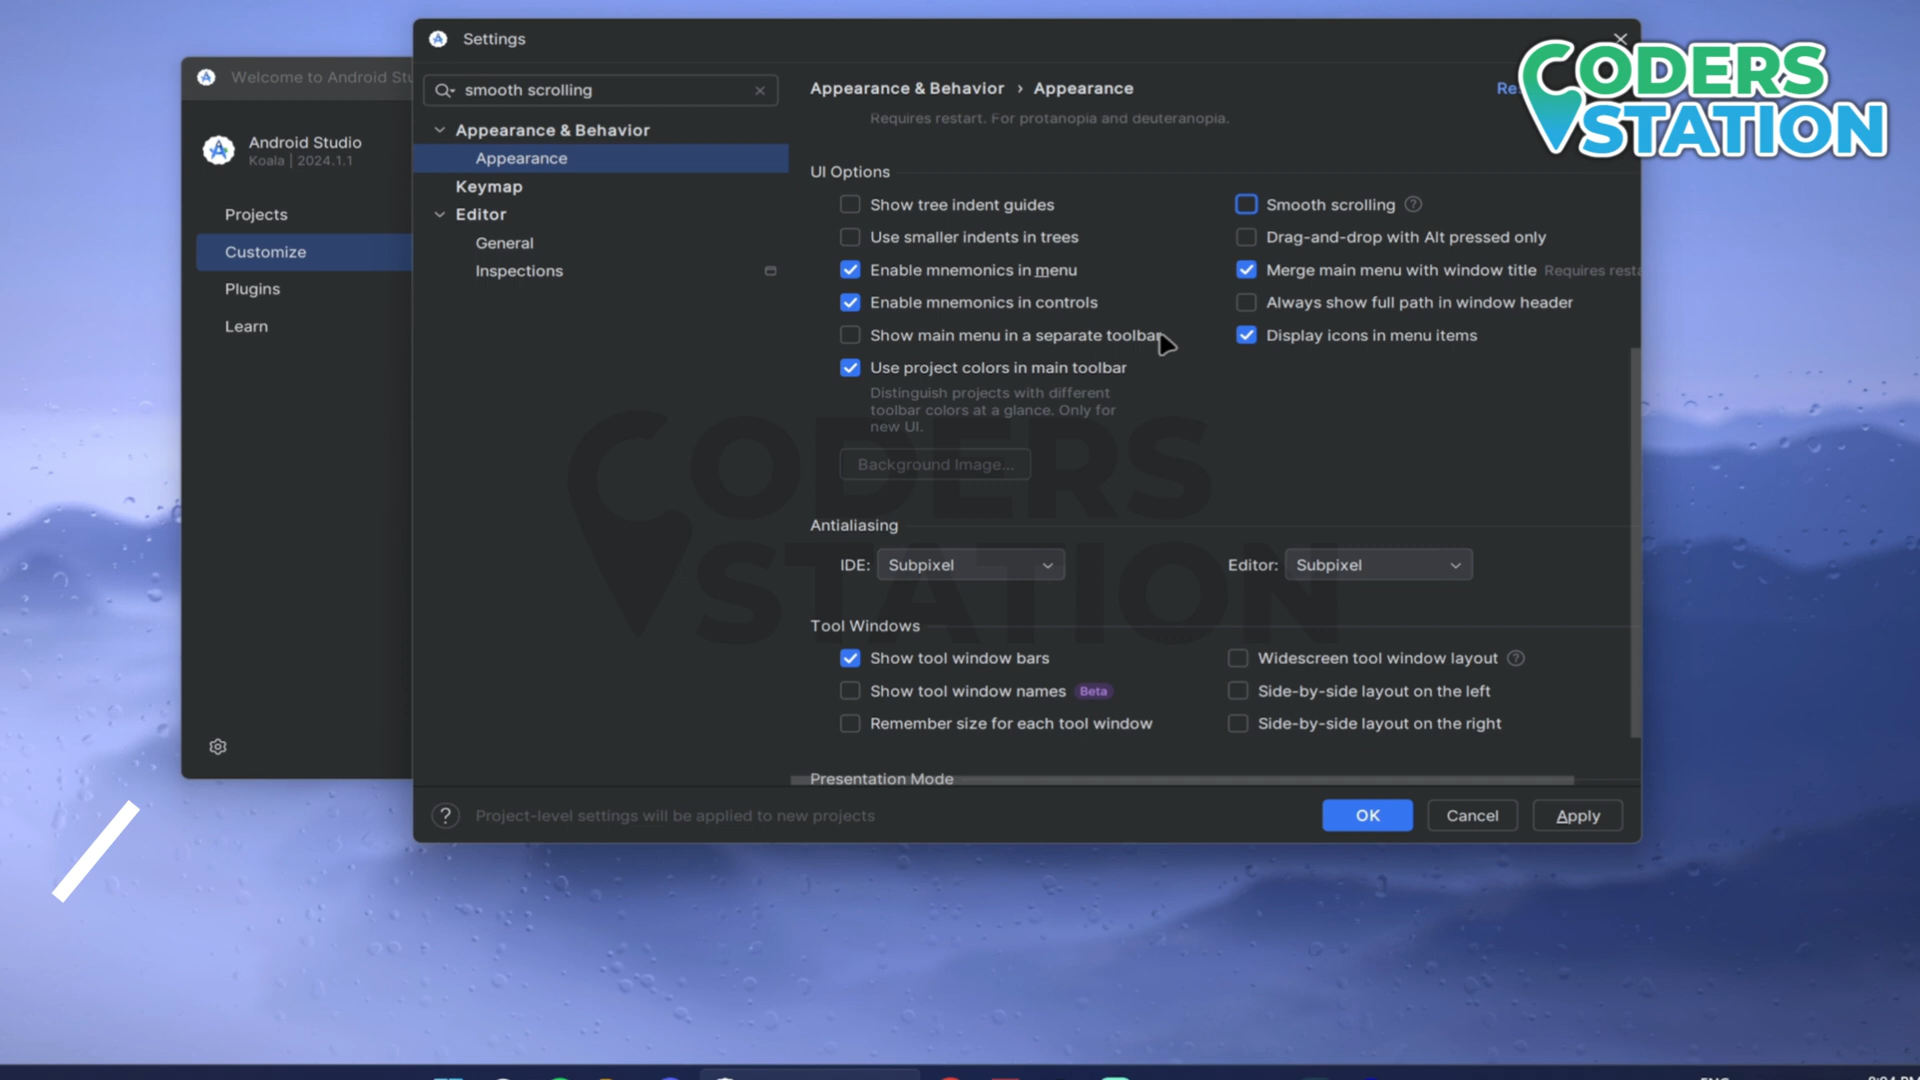 Settings
Welcome to Android Stu
smooth scrolling
Appearance & Behavior › Appearance
CODERS
STATION
Requires restart. For protanopia and deuteranopia.
Appearance & Behavior
Appearance
Keymap
Editor
General
Inspections
Android Studio
Koala | 2024.1.1
Projects
Customize
Plugins
Learn
UI Options
Show tree indent guides
Smooth scrolling
Use smaller indents in trees
Drag-and-drop with Alt pressed only
Enable mnemonics in menu
Merge main menu with window title Requires resta
Enable mnemonics in controls
Always show full path in window header
Show main menu in a separate toolbar
Display icons in menu items
Use project colors in main toolbar
Distinguish projects with different
toolbar colors at a glance. Only for
new UI.
Background Image...
CODERS
STATION
Antialiasing
IDE: Subpixel
Editor: Subpixel
Tool Windows
Show tool window bars
Widescreen tool window layout
Show tool window names Beta
Side-by-side layout on the left
Remember size for each tool window
Side-by-side layout on the right
Presentation Mode
Project-level settings will be applied to new projects
OK
Cancel
Apply